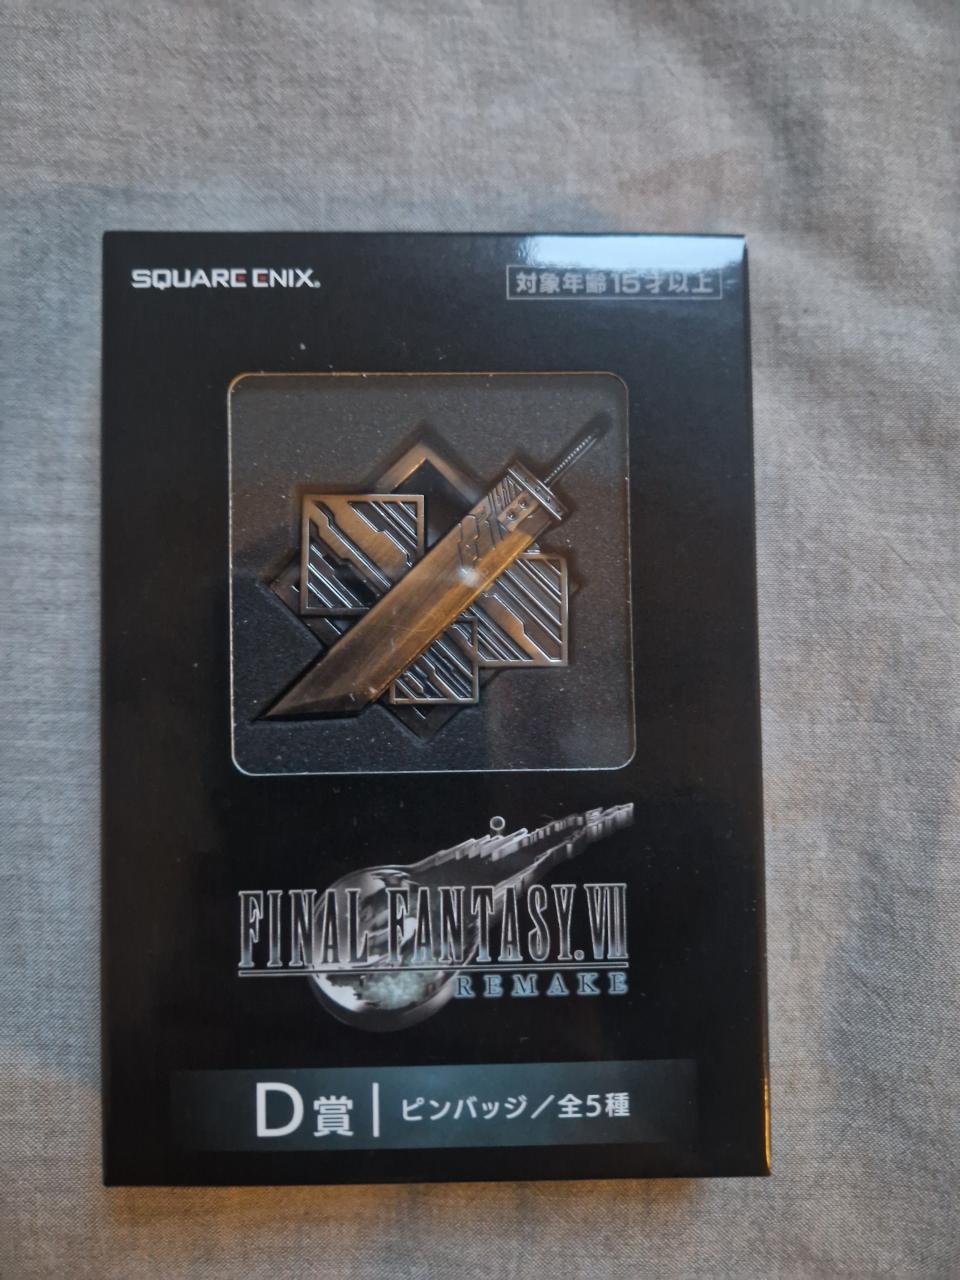 SQUARE ENIX®
対象年齢15才以上
FINAL FANTASY.VII
REMAKE
D賞 | ピンバッジ/全5種